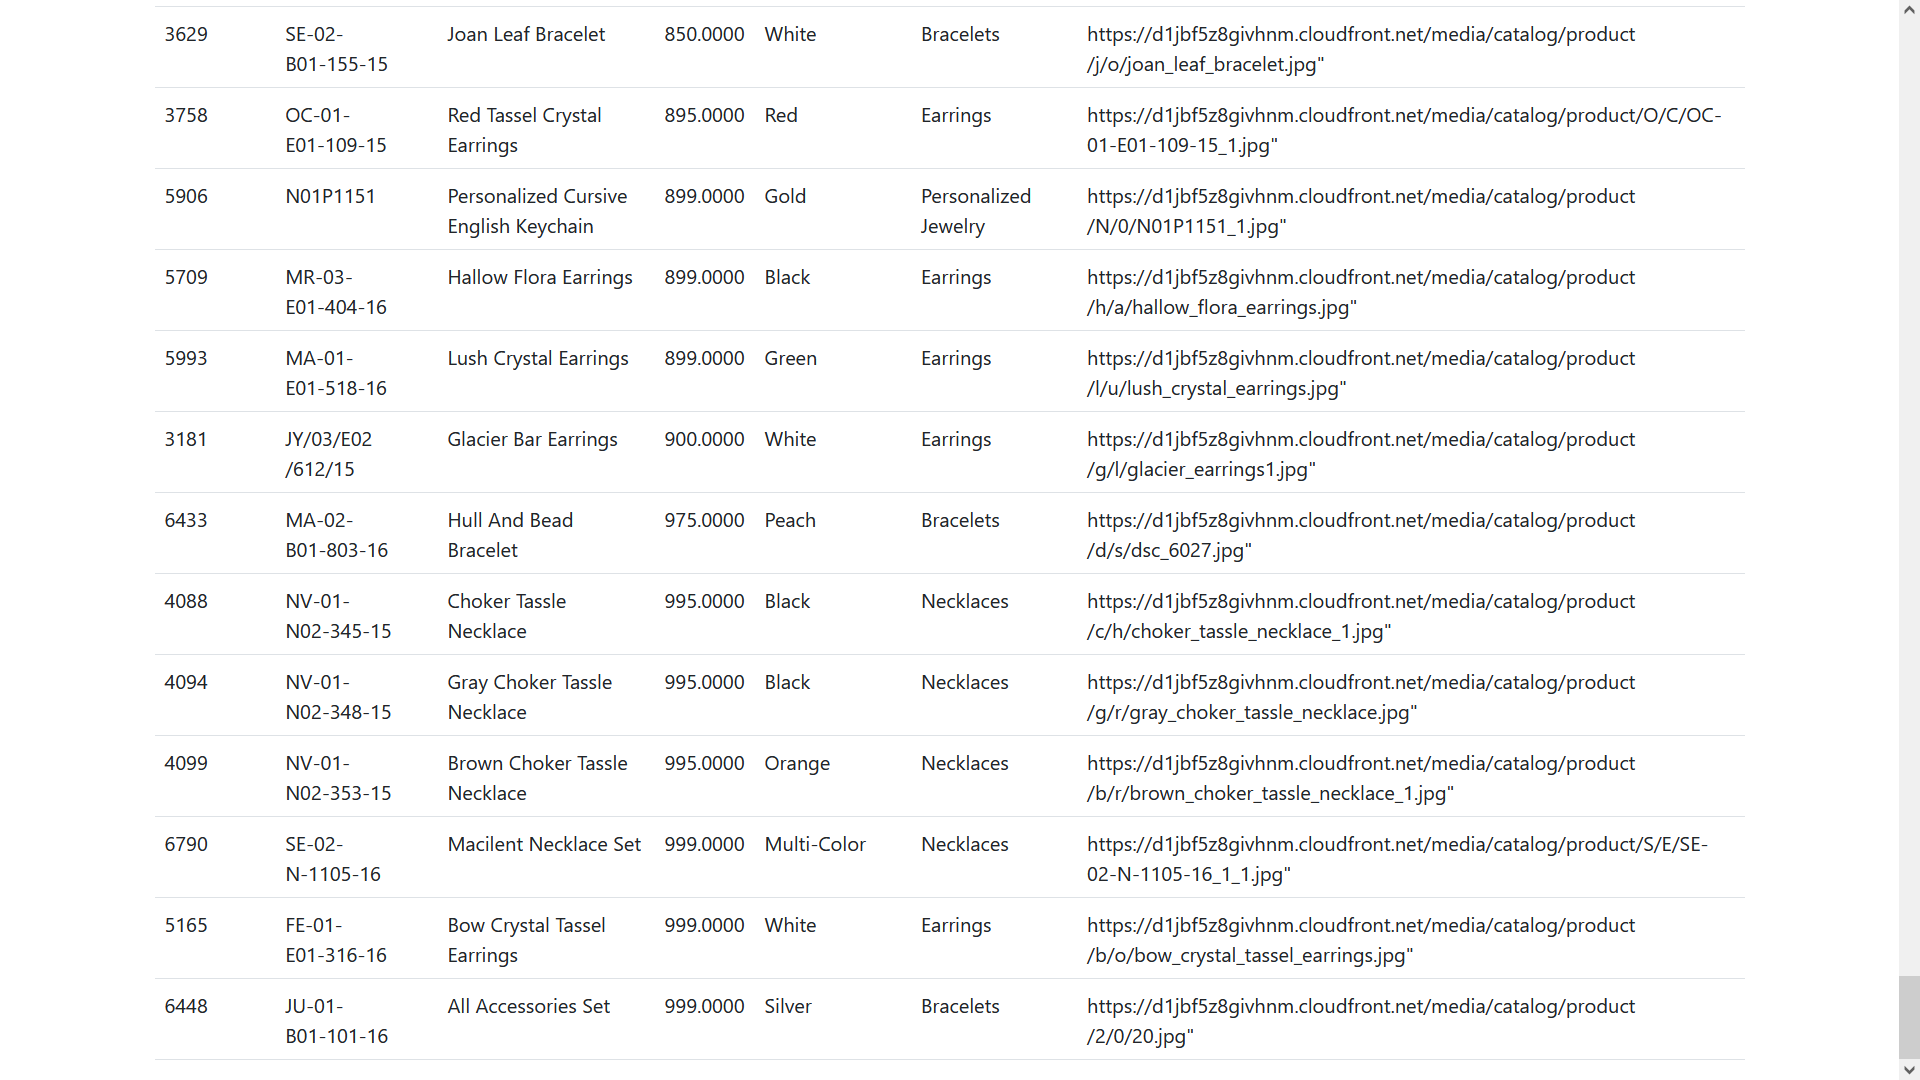 3629 SE-02- Joan Leaf Bracelet 850.0000 White Bracelets https://d1jbf5z8givhnm.cloudfront.net/media/catalog/product
B01-155-15 /j/o/joan_leaf_bracelet.jpg"
3758 OC-01- Red Tassel Crystal 895.0000 Red Earrings https://d1jbf5z8givhnm.cloudfront.net/media/catalog/product/O/C/OC-
E01-109-15 Earrings 01-E01-109-15_1.jpg"
5906 N01P1151 Personalized Cursive 899.0000 Gold Personalized https://d1jbf5z8givhnm.cloudfront.net/media/catalog/product
English Keychain Jewelry /N/0/N01P1151_1.jpg"
5709 MR-03- Hallow Flora Earrings 899.0000 Black Earrings https://d1jbf5z8givhnm.cloudfront.net/media/catalog/product
E01-404-16 /h/a/hallow_flora_earrings.jpg"
5993 MA-01- Lush Crystal Earrings 899.0000 Green Earrings https://d1jbf5z8givhnm.cloudfront.net/media/catalog/product
E01-518-16 /l/u/lush_crystal_earrings.jpg"
3181 JY/03/E02 Glacier Bar Earrings 900.0000 White Earrings https://d1jbf5z8givhnm.cloudfront.net/media/catalog/product
/612/15 /g/l/glacier_earrings1.jpg"
6433 MA-02- Hull And Bead 975.0000 Peach Bracelets https://d1jbf5z8givhnm.cloudfront.net/media/catalog/product
B01-803-16 Bracelet /d/s/dsc_6027.jpg"
4088 NV-01- Choker Tassle 995.0000 Black Necklaces https://d1jbf5z8givhnm.cloudfront.net/media/catalog/product
N02-345-15 Necklace /c/h/choker_tassle_necklace_1.jpg"
4094 NV-01- Gray Choker Tassle 995.0000 Black Necklaces https://d1jbf5z8givhnm.cloudfront.net/media/catalog/product
N02-348-15 Necklace /g/r/gray_choker_tassle_necklace.jpg"
4099 NV-01- Brown Choker Tassle 995.0000 Orange Necklaces https://d1jbf5z8givhnm.cloudfront.net/media/catalog/product
N02-353-15 Necklace /b/r/brown_choker_tassle_necklace_1.jpg"
6790 SE-02- Macilent Necklace Set 999.0000 Multi-Color Necklaces https://d1jbf5z8givhnm.cloudfront.net/media/catalog/product/S/E/SE-
N-1105-16 02-N-1105-16_1_1.jpg"
5165 FE-01- Bow Crystal Tassel 999.0000 White Earrings https://d1jbf5z8givhnm.cloudfront.net/media/catalog/product
E01-316-16 Earrings /b/o/bow_crystal_tassel_earrings.jpg"
6448 JU-01- All Accessories Set 999.0000 Silver Bracelets https://d1jbf5z8givhnm.cloudfront.net/media/catalog/product
B01-101-16 /2/0/20.jpg"